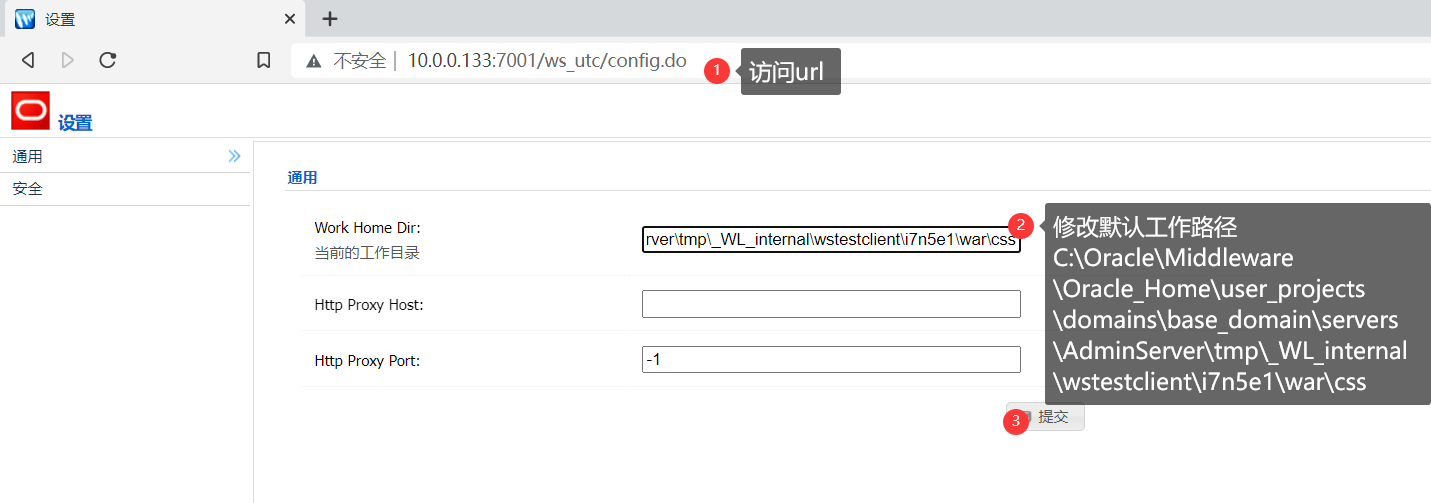 设置
不安全 10.0.0.133:7001/ws_utc/config.do
1 访问url
设置
通用
安全
通用
Work Home Dir:
当前的工作目录
rver\tmp\_WL_internal\wstestclient\i7n5e1\war\css
2 修改默认工作路径
C:\Oracle\Middleware
\Oracle_Home\user_projects
\domains\base_domain\servers
\AdminServer\tmp\_WL_internal
\wstestclient\i7n5e1\war\css
Http Proxy Host:
Http Proxy Port:
-1
3 提交